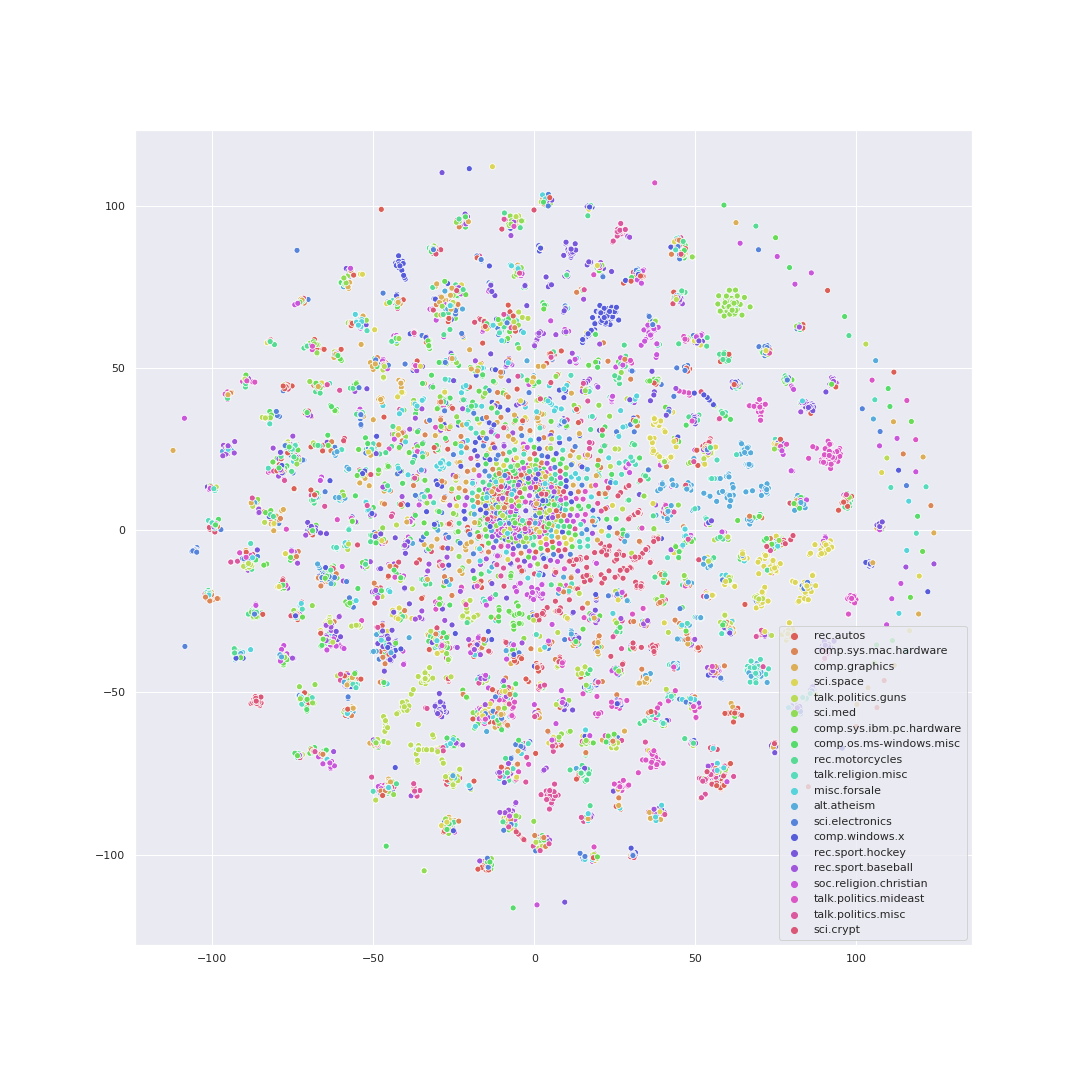 100
50
0
−50
−100
−100
−50
0
50
100
rec.autos
comp.sys.mac.hardware
comp.graphics
sci.space
talk.politics.guns
sci.med
comp.sys.ibm.pc.hardware
comp.os.ms-windows.misc
rec.motorcycles
talk.religion.misc
misc.forsale
alt.atheism
sci.electronics
comp.windows.x
rec.sport.hockey
rec.sport.baseball
soc.religion.christian
talk.politics.mideast
talk.politics.misc
sci.crypt